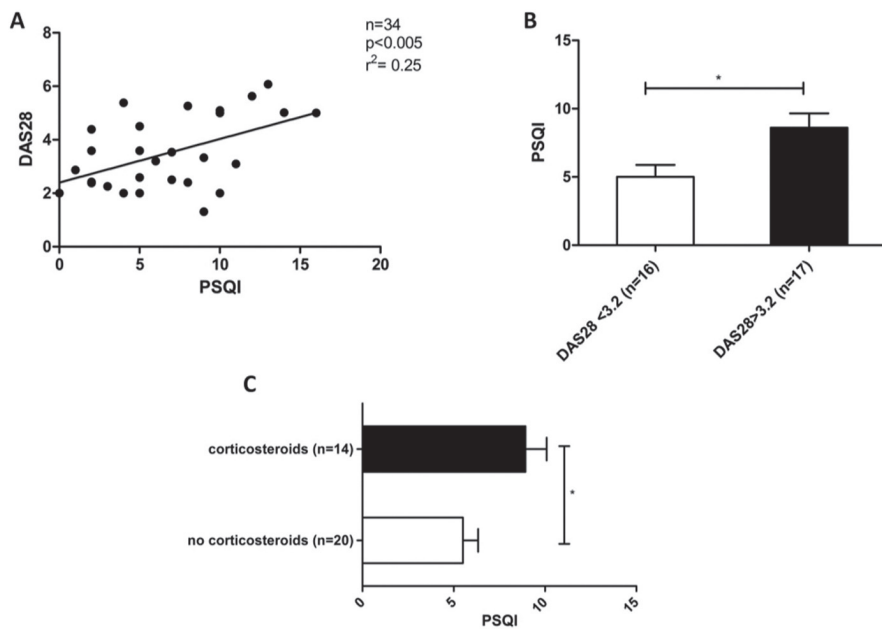 A
n=34
p<0.005
r²= 0.25
8
6
4
2
0
DAS28
0 5 10 15 20
PSQI
B
15
10
5
0
PSQI
*
DAS28 <3.2 (n=16)
DAS28>3.2 (n=17)
C
corticosteroids (n=14)
no corticosteroids (n=20)
*
0 5 10 15
PSQI